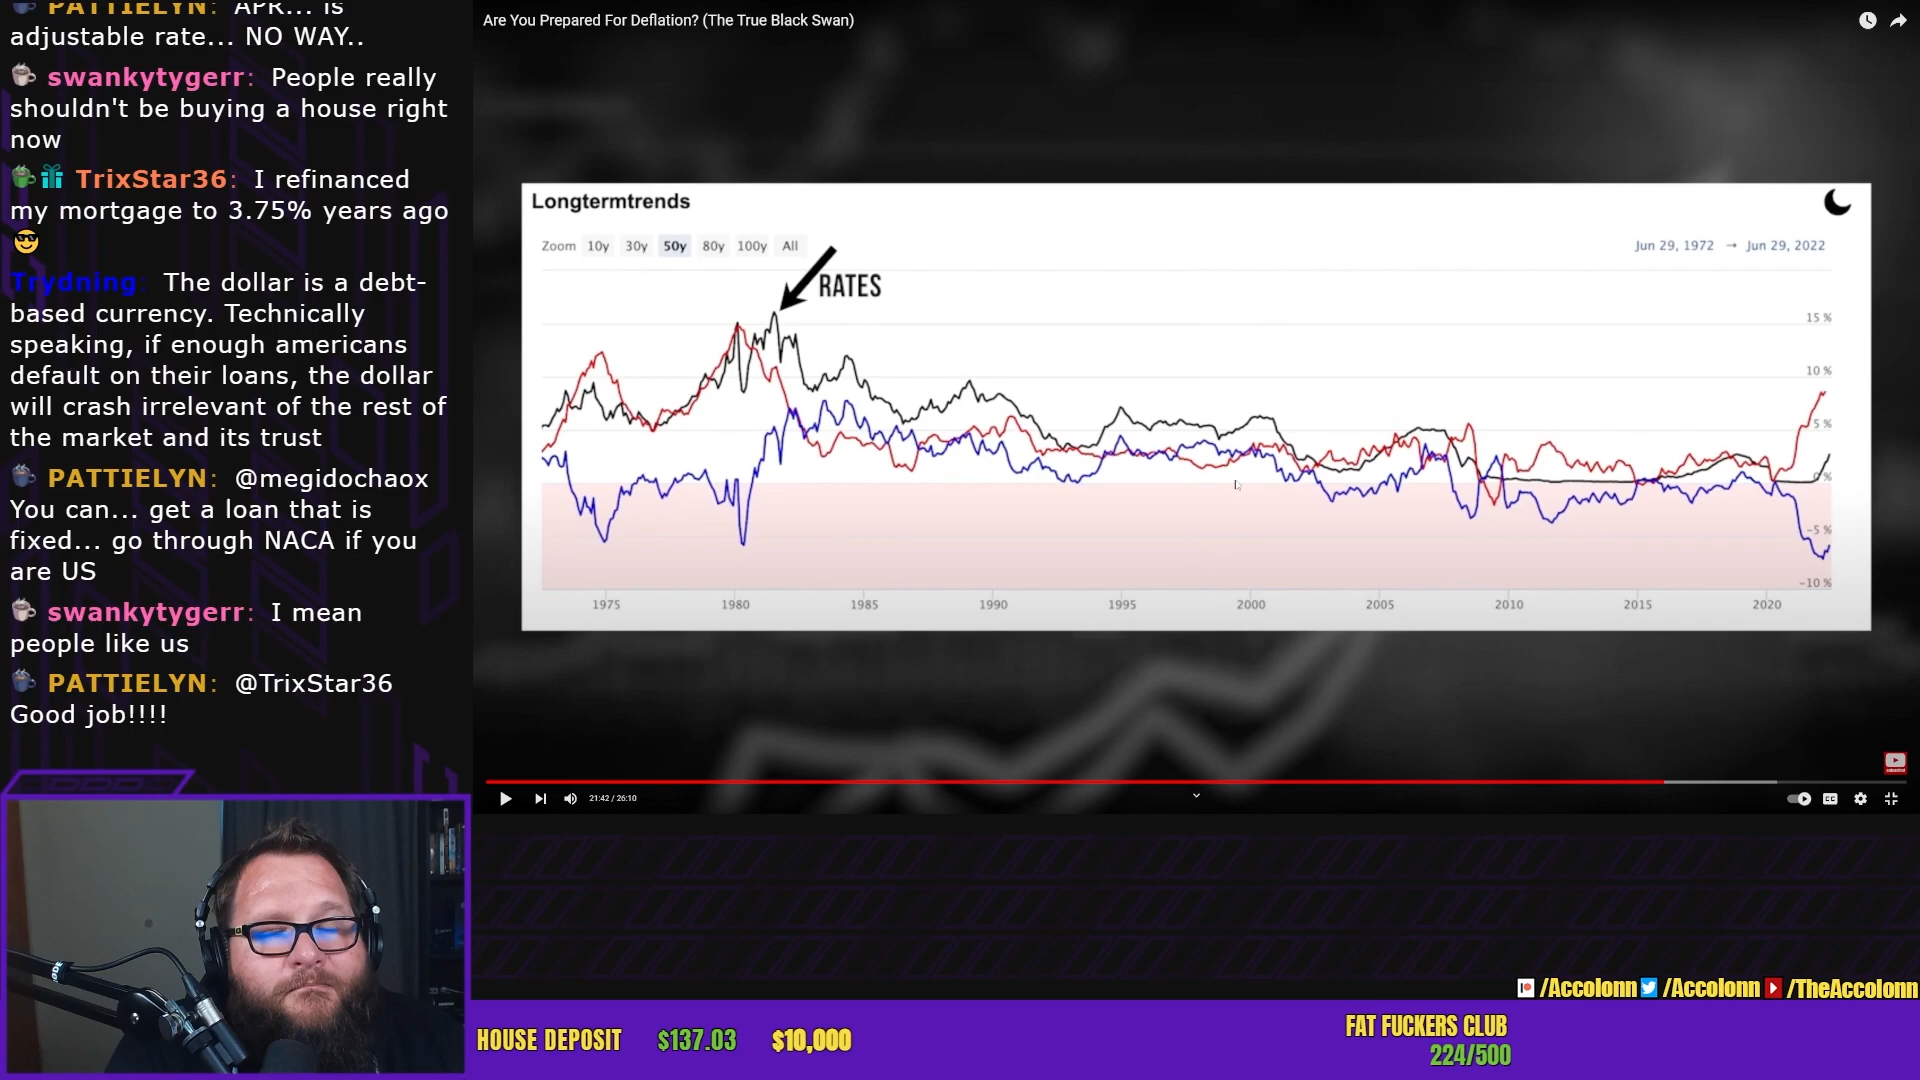 PATTIELYN: APR... is
adjustable rate... NO WAY..
swankytygerr: People really
shouldn't be buying a house right
now
TrixStar36: I refinanced
my mortgage to 3.75% years ago
Trydning: The dollar is a debt-
based currency. Technically
speaking, if enough americans
default on their loans, the dollar
will crash irrelevant of the rest of
the market and its trust
PATTIELYN: @megidochaox
You can... get a loan that is
fixed... go through NACA if you
are US
swankytygerr: I mean
people like us
PATTIELYN: @TrixStar36
Good job!!!!
Are You Prepared For Deflation? (The True Black Swan)
Longtermtrends
Zoom 10y 30y 50y 80y 100y All
Jun 29, 1972 → Jun 29, 2022
RATES
15 %
10 %
5 %
0 %
-5 %
-10 %
1975 1980 1985 1990 1995 2000 2005 2010 2015 2020
21:42 / 26:10
CC
/Accolonn /Accolonn /TheAccolonn
HOUSE DEPOSIT $137.03 $10,000
FAT FUCKERS CLUB
224/500